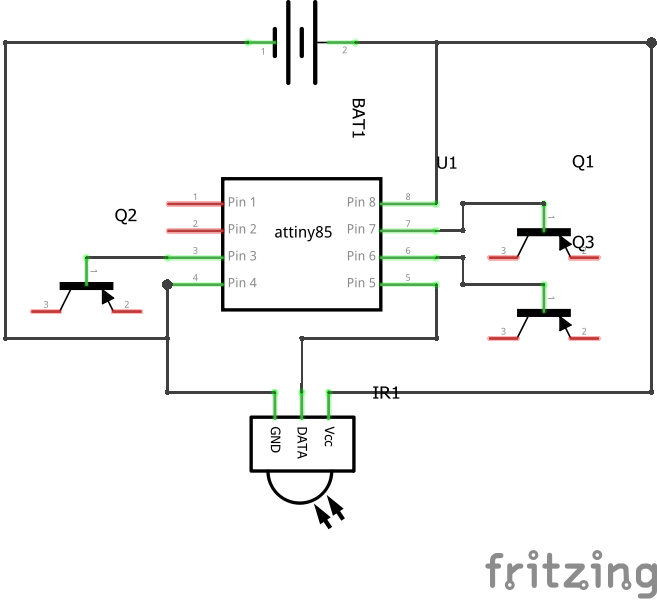 1
2
BAT1
U1
Q1
Q2
Q3
attiny85
1
Pin 1
Pin 8
8
2
Pin 2
Pin 7
7
3
Pin 3
Pin 6
6
4
Pin 4
Pin 5
5
1
3
2
1
3
2
1
3
2
IR1
GND
DATA
Vcc
fritzing